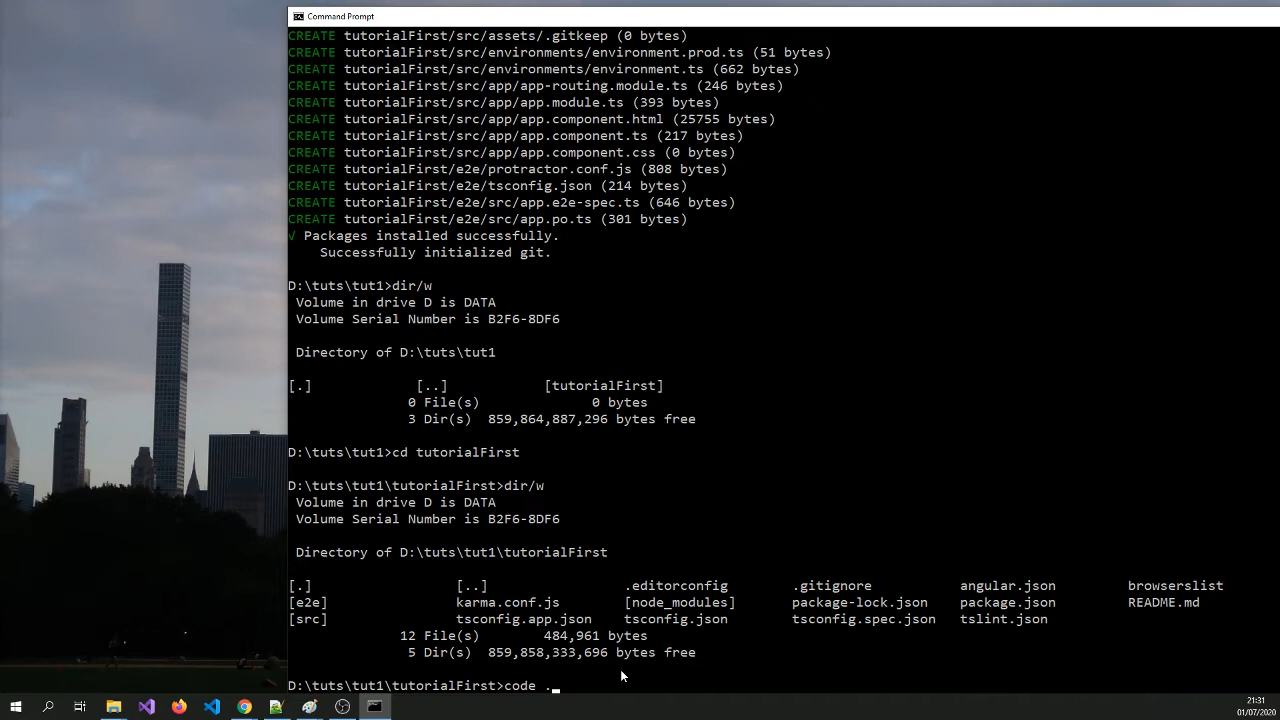 Command Prompt
CREATE tutorialFirst/src/assets/.gitkeep (0 bytes)
CREATE tutorialFirst/src/environments/environment.prod.ts (51 bytes)
CREATE tutorialFirst/src/environments/environment.ts (662 bytes)
CREATE tutorialFirst/src/app/app-routing.module.ts (246 bytes)
CREATE tutorialFirst/src/app/app.module.ts (393 bytes)
CREATE tutorialFirst/src/app/app.component.html (25755 bytes)
CREATE tutorialFirst/src/app/app.component.ts (217 bytes)
CREATE tutorialFirst/src/app/app.component.css (0 bytes)
CREATE tutorialFirst/e2e/protractor.conf.js (808 bytes)
CREATE tutorialFirst/e2e/tsconfig.json (214 bytes)
CREATE tutorialFirst/e2e/src/app.e2e-spec.ts (646 bytes)
CREATE tutorialFirst/e2e/src/app.po.ts (301 bytes)
√ Packages installed successfully.
Successfully initialized git.
D:\tuts\tut1>dir/w
Volume in drive D is DATA
Volume Serial Number is B2F6-8DF6
Directory of D:\tuts\tut1
[.] [..] [tutorialFirst]
0 File(s) 0 bytes
3 Dir(s) 859,864,887,296 bytes free
D:\tuts\tut1>cd tutorialFirst
D:\tuts\tut1\tutorialFirst>dir/w
Volume in drive D is DATA
Volume Serial Number is B2F6-8DF6
Directory of D:\tuts\tut1\tutorialFirst
[.] [..] .editorconfig .gitignore angular.json browserslist
[e2e] karma.conf.js [node_modules] package-lock.json package.json README.md
[src] tsconfig.app.json tsconfig.json tsconfig.spec.json tslint.json
12 File(s) 484,961 bytes
5 Dir(s) 859,858,333,696 bytes free
D:\tuts\tut1\tutorialFirst>code .
21:31
01/07/2020